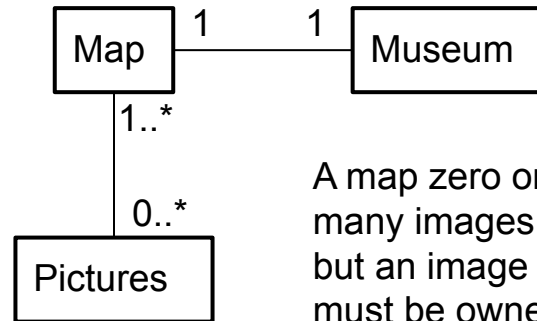 Map
1
1
Museum
1..*
0..*
Pictures
A map zero or
many images
but an image
must be owne